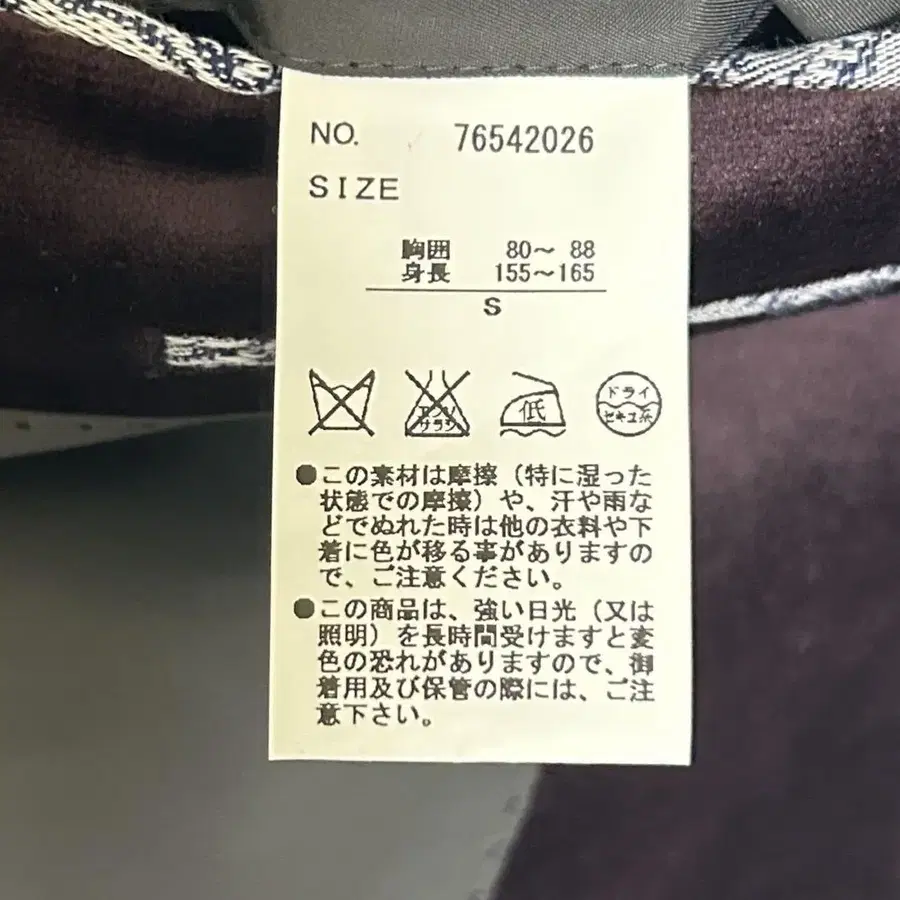 NO. 76542026
SIZE
胸囲 80～ 88
身長 155～165
S
エンソ
サラシ
低
ドライ
セキユ系
●この素材は摩擦（特に湿った
状態での摩擦）や、汗や雨な
どでぬれた時は他の衣料や下
着に色が移る事がありますの
で、ご注意ください。
●この商品は、強い日光（又は
照明）を長時間受けますと変
色の恐れがありますので、御
着用及び保管の際には、ご注
意下さい。